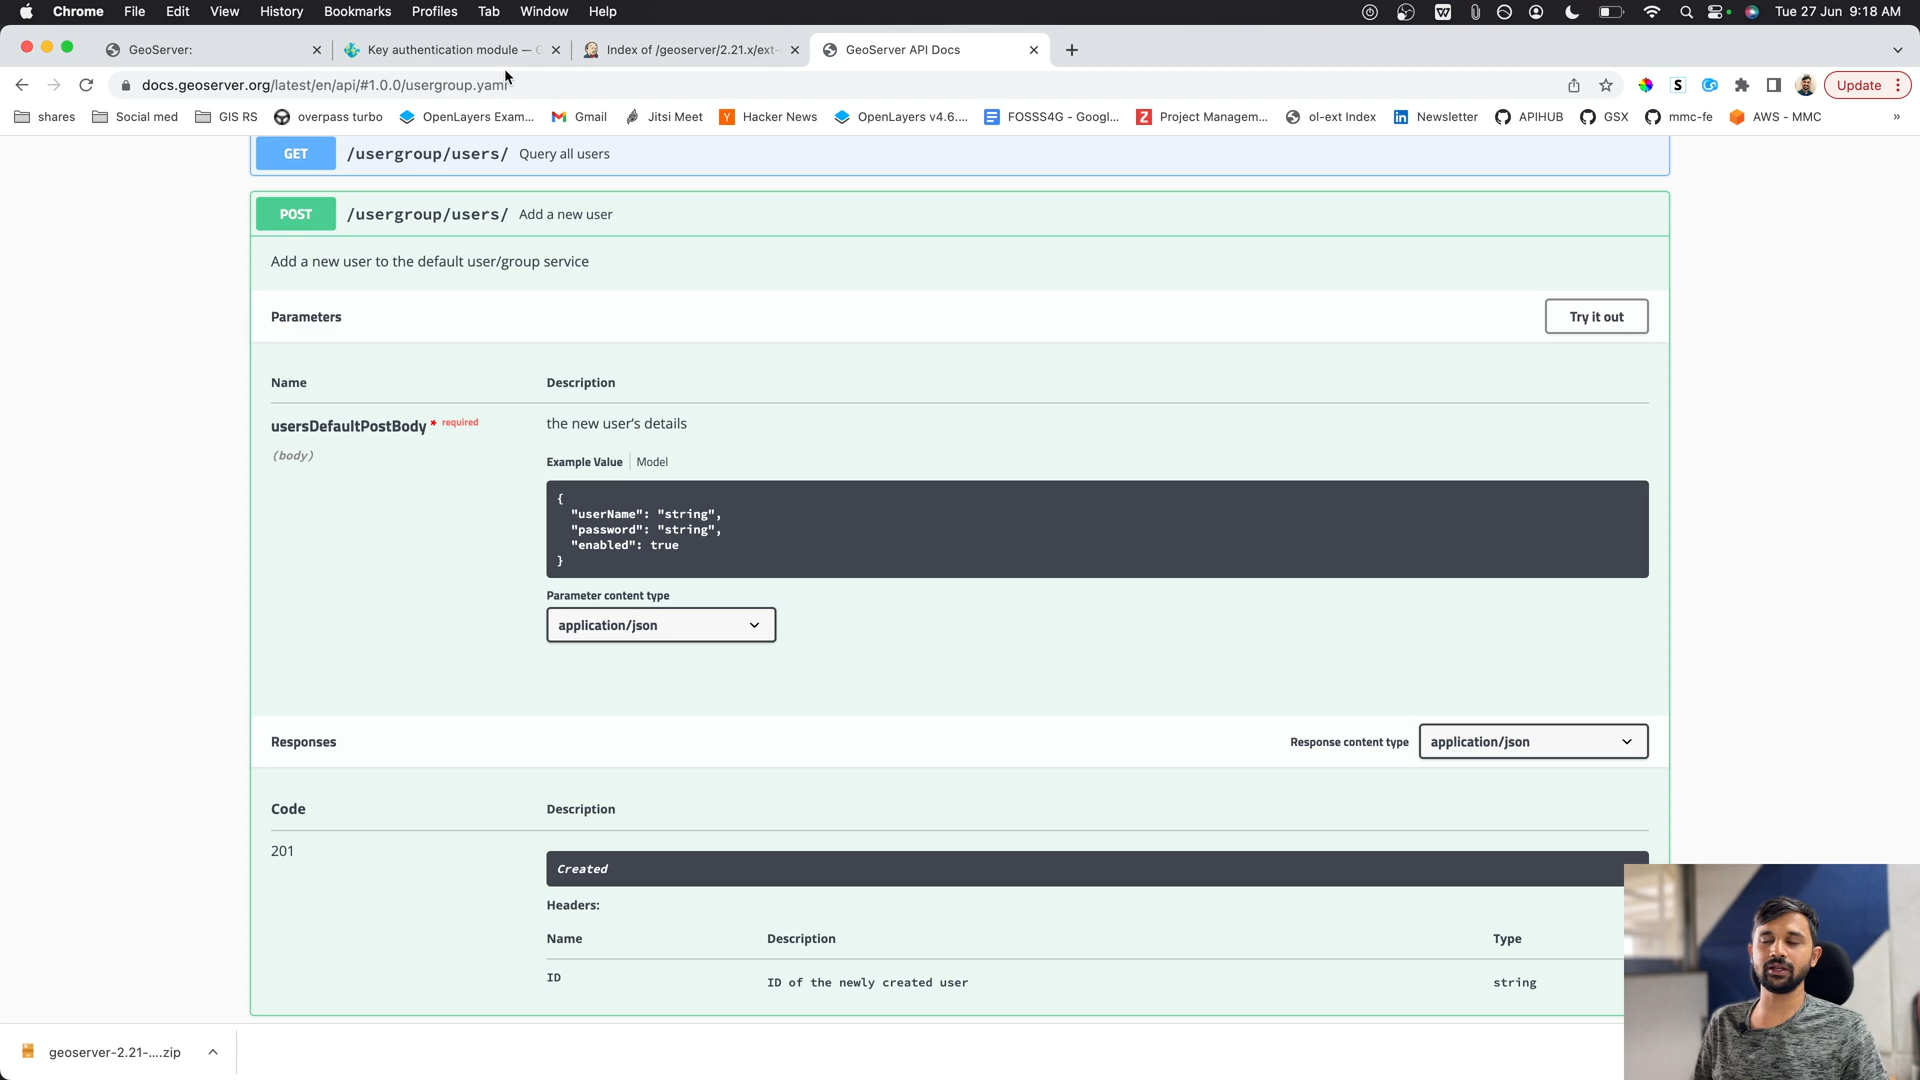 Chrome File Edit View History Bookmarks Profiles Tab Window Help Tue 27 Jun 9:18 AM
GeoServer: Key authentication module — G Index of /geoserver/2.21.x/ext- GeoServer API Docs
docs.geoserver.org/latest/en/api/#1.0.0/usergroup.yaml Update
shares Social med GIS RS overpass turbo OpenLayers Exam... Gmail Jitsi Meet Hacker News OpenLayers v4.6.... FOSSS4G - Googl... Project Managem... ol-ext Index Newsletter APIHUB GSX mmc-fe AWS - MMC »
GET /usergroup/users/ Query all users
POST /usergroup/users/ Add a new user
Add a new user to the default user/group service
Parameters Try it out
Name Description
usersDefaultPostBody * required the new user's details
(body)
Example Value Model
{
"userName": "string",
"password": "string",
"enabled": true
}
Parameter content type
application/json
Responses Response content type application/json
Code Description
201
Created
Headers:
Name Description Type
ID ID of the newly created user string
geoserver-2.21-....zip